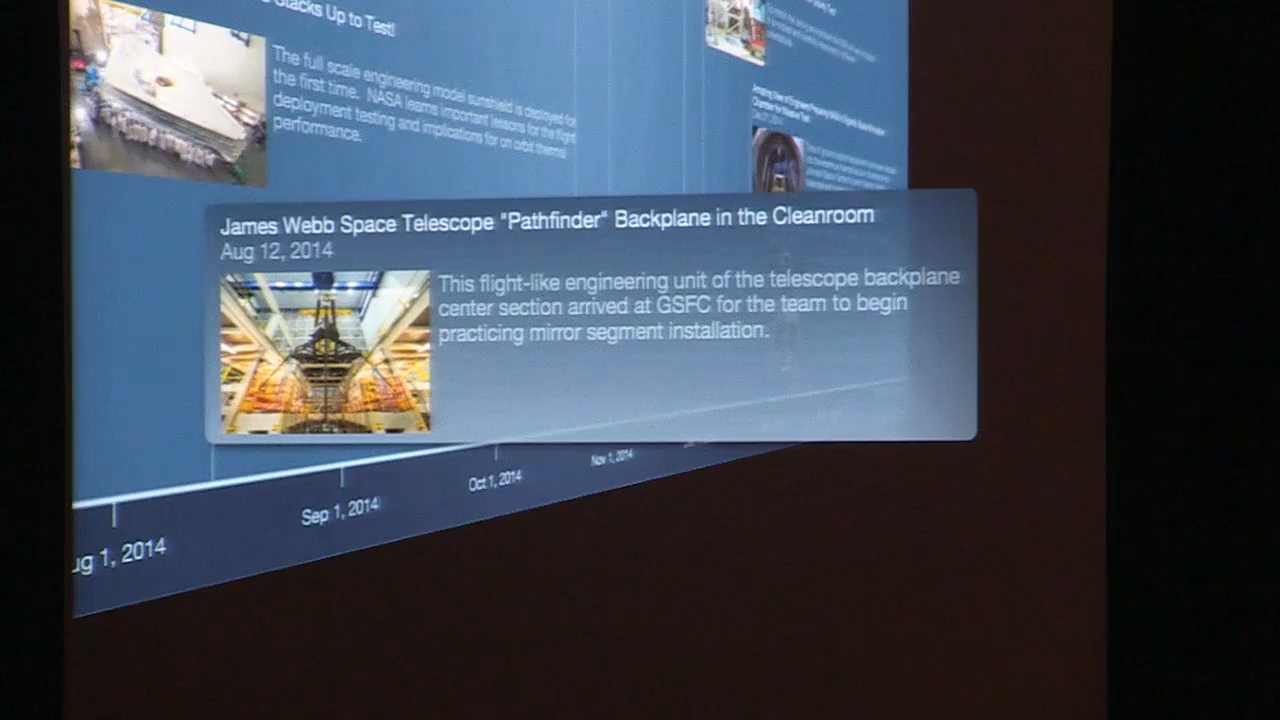 Stacks Up to Test!
The full scale engineering model sunshield is deployed for
the first time. NASA learns important lessons for the flight
deployment testing and implications for on orbit thermal
performance.
James Webb Space Telescope "Pathfinder" Backplane in the Cleanroom
Aug 12, 2014
This flight-like engineering unit of the telescope backplane
center section arrived at GSFC for the team to begin
practicing mirror segment installation.
ug 1, 2014
Sep 1, 2014
Oct 1, 2014
Nov 1, 2014